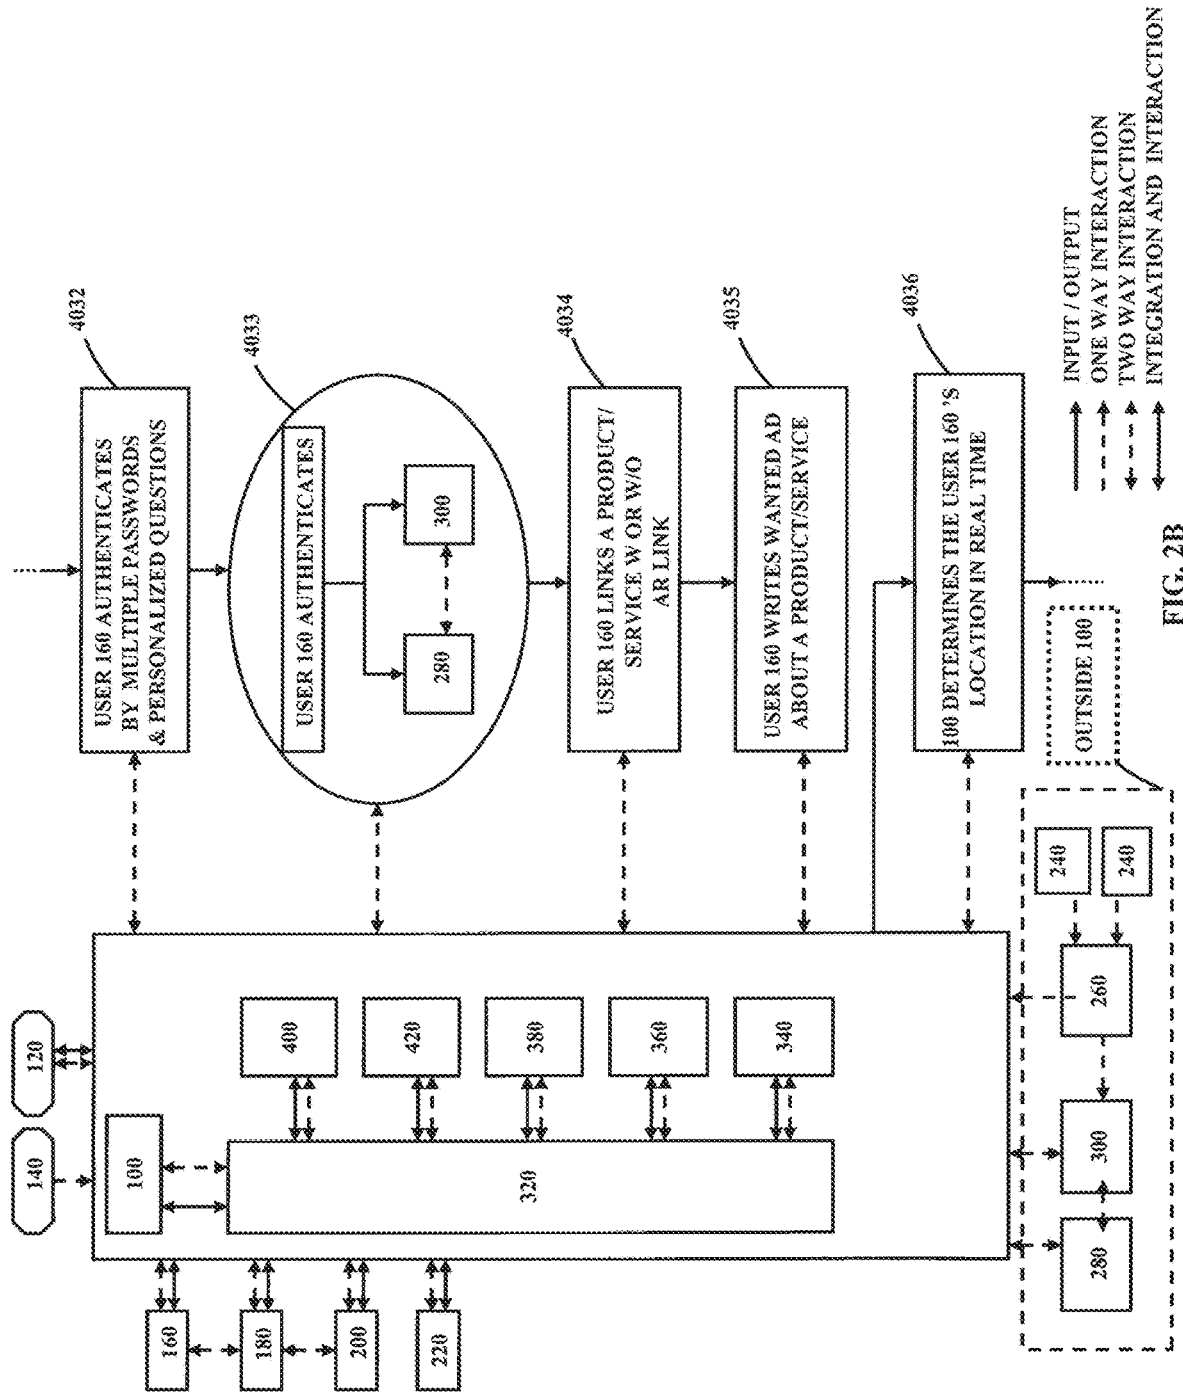 140
120
100
320
400
420
380
360
340
160
180
200
220
4032
USER 160 AUTHENTICATES
BY MULTIPLE PASSWORDS
& PERSONALIZED QUESTIONS
4033
USER 160 AUTHENTICATES
280
300
4034
USER 160 LINKS A PRODUCT/
SERVICE W OR W/O
AR LINK
4035
USER 160 WRITES WANTED AD
ABOUT A PRODUCT/SERVICE
4036
100 DETERMINES THE USER 160 'S
LOCATION IN REAL TIME
280
300
260
240
240
OUTSIDE 100
INPUT / OUTPUT
ONE WAY INTERACTION
TWO WAY INTERACTION
INTEGRATION AND INTERACTION
FIG. 2B